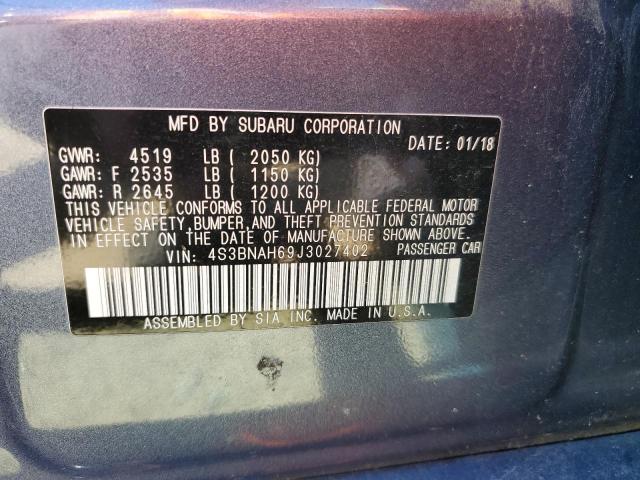 MFD BY SUBARU CORPORATION
DATE: 01/18
GVWR: 4519 LB ( 2050 KG)
GAWR: F 2535 LB ( 1150 KG)
GAWR: R 2645 LB ( 1200 KG)
THIS VEHICLE CONFORMS TO ALL APPLICABLE FEDERAL MOTOR
VEHICLE SAFETY,BUMPER,AND THEFT PREVENTION STANDARDS
IN EFFECT ON THE DATE OF MANUFACTURE SHOWN ABOVE.
VIN: 4S3BNAH69J3027402 PASSENGER CAR
ASSEMBLED BY SIA INC. MADE IN U.S.A.